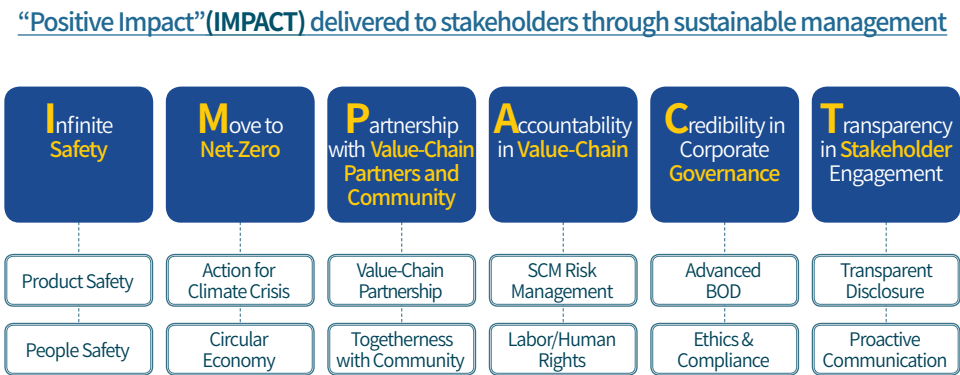 “Positive Impact”(IMPACT) delivered to stakeholders through sustainable management
Infinite
Safety
Move to
Net-Zero
Partnership
with Value-Chain
Partners and
Community
Accountability
in Value-Chain
Credibility in
Corporate
Governance
Transparency
in Stakeholder
Engagement
Product Safety
Action for
Climate Crisis
Value-Chain
Partnership
SCM Risk
Management
Advanced
BOD
Transparent
Disclosure
People Safety
Circular
Economy
Togetherness
with Community
Labor/Human
Rights
Ethics &
Compliance
Proactive
Communication